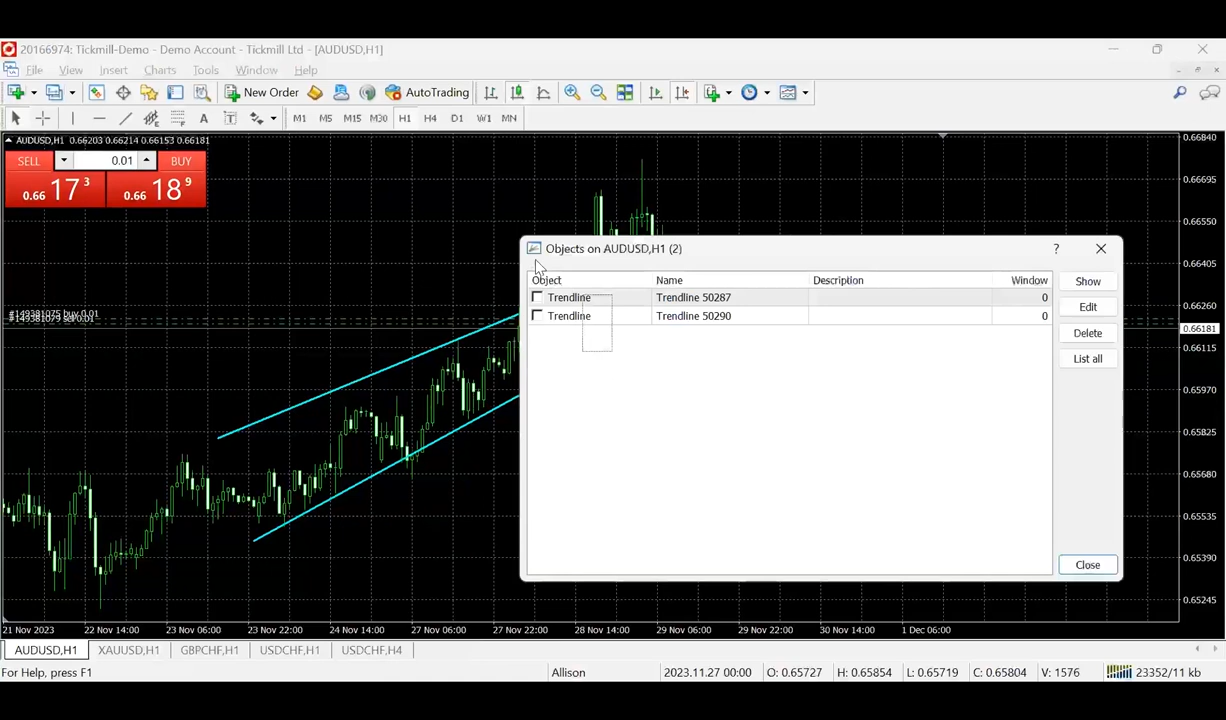 20166974: Tickmill-Demo - Demo Account - Tickmill Ltd - [AUDUSD,H1]
File View Insert Charts Tools Window Help
New Order AutoTrading
A T M1 M5 M15 M30 H1 H4 D1 W1 MN
AUDUSD,H1 0.66203 0.66214 0.66153 0.66181
SELL 0.01 BUY
0.66 17 3 0.66 18 9
#149381075 buy 0.01
#149381079 sell 0.01
Objects on AUDUSD,H1 (2) ?
Object Name Description Window
Trendline Trendline 50287 0
Trendline Trendline 50290 0
Show
Edit
Delete
List all
Close
0.66840
0.66695
0.66550
0.66405
0.66260
0.66181
0.66115
0.65970
0.65825
0.65680
0.65535
0.65390
0.65245
21 Nov 2023 22 Nov 14:00 23 Nov 06:00 23 Nov 22:00 24 Nov 14:00 27 Nov 06:00 27 Nov 22:00 28 Nov 14:00 29 Nov 06:00 29 Nov 22:00 30 Nov 14:00 1 Dec 06:00
AUDUSD,H1 XAUUSD,H1 GBPCHF,H1 USDCHF,H1 USDCHF,H4
For Help, press F1 Allison 2023.11.27 00:00 O: 0.65727 H: 0.65854 L: 0.65719 C: 0.65804 V: 1576 23352/11 kb